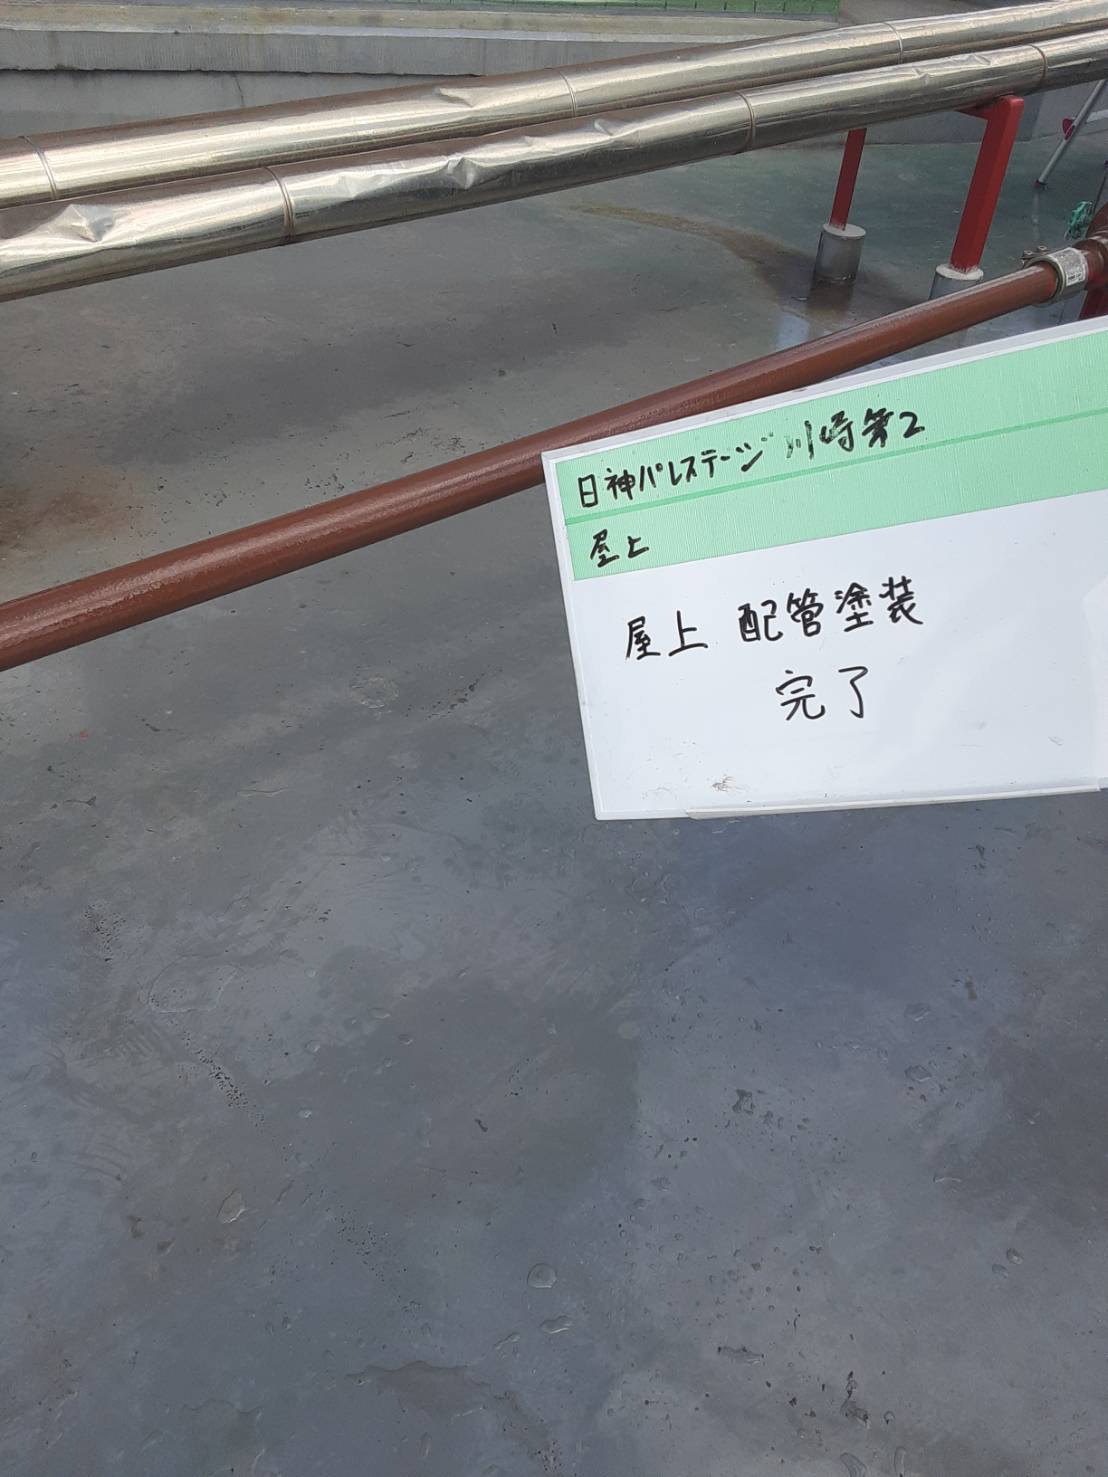 日神パレステージ川崎第2
屋上
屋上 配管塗装
完了